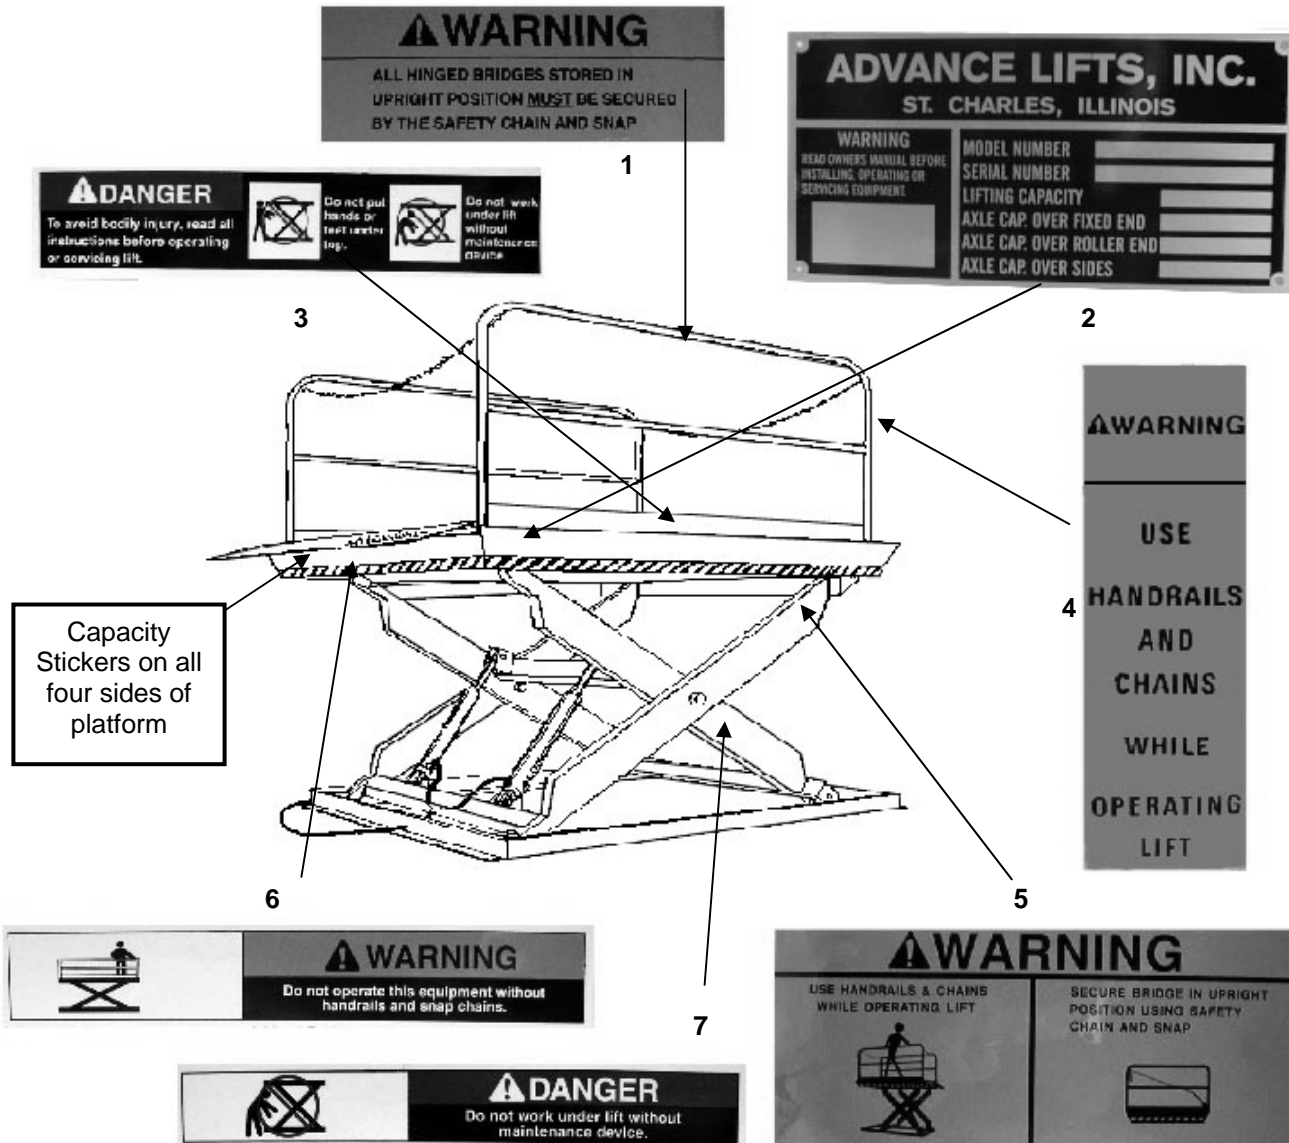 WARNING
ALL HINGED BRIDGES STORED IN
UPRIGHT POSITION MUST BE SECURED
BY THE SAFETY CHAIN AND SNAP
1
ADVANCE LIFTS, INC.
ST. CHARLES, ILLINOIS
WARNING
READ OWNERS MANUAL BEFORE
INSTALLING, OPERATING OR
SERVICING EQUIPMENT.
MODEL NUMBER
SERIAL NUMBER
LIFTING CAPACITY
AXLE CAP. OVER FIXED END
AXLE CAP. OVER ROLLER END
AXLE CAP. OVER SIDES
2
DANGER
To avoid bodily injury, read all
instructions before operating
or servicing lift.
Do not put
hands or
feet under
top.
Do not work
under lift
without
maintenance
device
3
WARNING
USE
HANDRAILS
AND
CHAINS
WHILE
OPERATING
LIFT
4
Capacity
Stickers on all
four sides of
platform
6
WARNING
Do not operate this equipment without
handrails and snap chains.
5
WARNING
USE HANDRAILS & CHAINS
WHILE OPERATING LIFT
SECURE BRIDGE IN UPRIGHT
POSITION USING SAFETY
CHAIN AND SNAP
7
DANGER
Do not work under lift without
maintenance device.